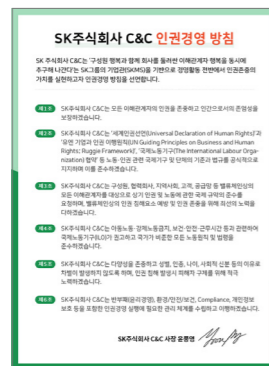 SK주식회사 C&C 인권경영 방침
SK 주식회사 C&C는 '구성원 행복과 함께 회사를 둘러싼 이해관계자 행복을 동시에
추구해 나간다'는 SK그룹의 기업관(SKMS)을 기반으로 경영활동 전반에서 인권존중의
가치를 실현하고자 인권경영 방침을 선언합니다.
제1조 SK주식회사 C&C는 모든 이해관계자의 인권을 존중하고 인간으로서의 존엄성을
보장하겠습니다.
제2조 SK주식회사 C&C는 '세계인권선언(Universal Declaration of Human Rights)'과
'유엔 기업과 인권 이행원칙(UN Guiding Principles on Business and Human
Rights; Ruggie Framework)', '국제노동기구(The International Labour Orga-
nization) 협약' 등 노동·인권 관련 국제기구 및 단체의 기준과 법규를 공식적으로
지지하며 이를 준수하겠습니다.
제3조 SK주식회사 C&C는 구성원, 협력회사, 지역사회, 고객, 공급망 등 밸류체인상의
모든 이해관계자를 대상으로 상기 인권 및 노동에 관한 국제 규약의 준수를
요청하며, 밸류체인상의 인권 침해요소 예방 및 인권 존중을 위해 최선의 노력을
다하겠습니다.
제4조 SK주식회사 C&C는 아동노동·강제노동금지, 보건·안전·근무시간 등과 관련하여
국제노동기구(ILO)가 권고하고 국가가 비준한 모든 노동원칙 및 법령을
준수하겠습니다.
제5조 SK주식회사 C&C는 다양성을 존중하고 성별, 인종, 나이, 사회적 신분 등의 이유로
차별이 발생하지 않도록 하며, 인권 침해 발생시 피해자 구제를 위해 적극
노력하겠습니다.
제6조 SK주식회사 C&C는 반부패(윤리경영), 환경/안전/보건, Compliance, 개인정보
보호 등을 포함한 인권경영 실행에 필요한 관리 체계를 수립하고 이행하겠습니다.
SK주식회사 C&C 사장 윤풍영